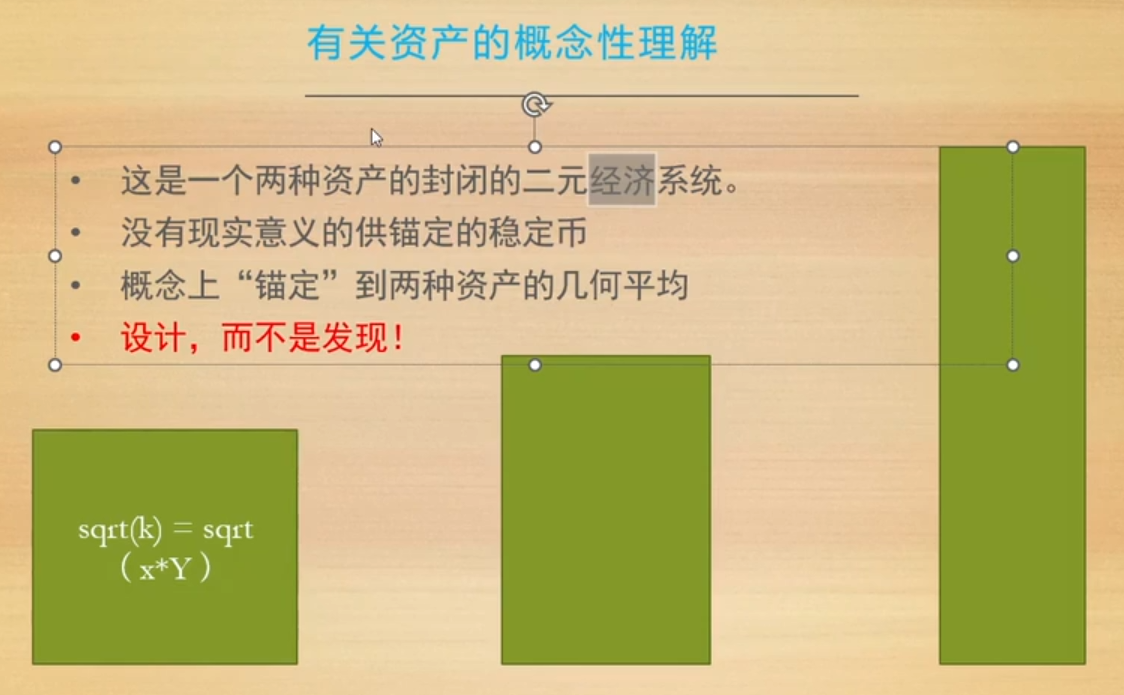 有关资产的概念性理解
• 这是一个两种资产的封闭的二元经济系统。
• 没有现实意义的供锚定的稳定币
• 概念上“锚定”到两种资产的几何平均
• 设计，而不是发现！
sqrt(k) = sqrt
（x*Y）